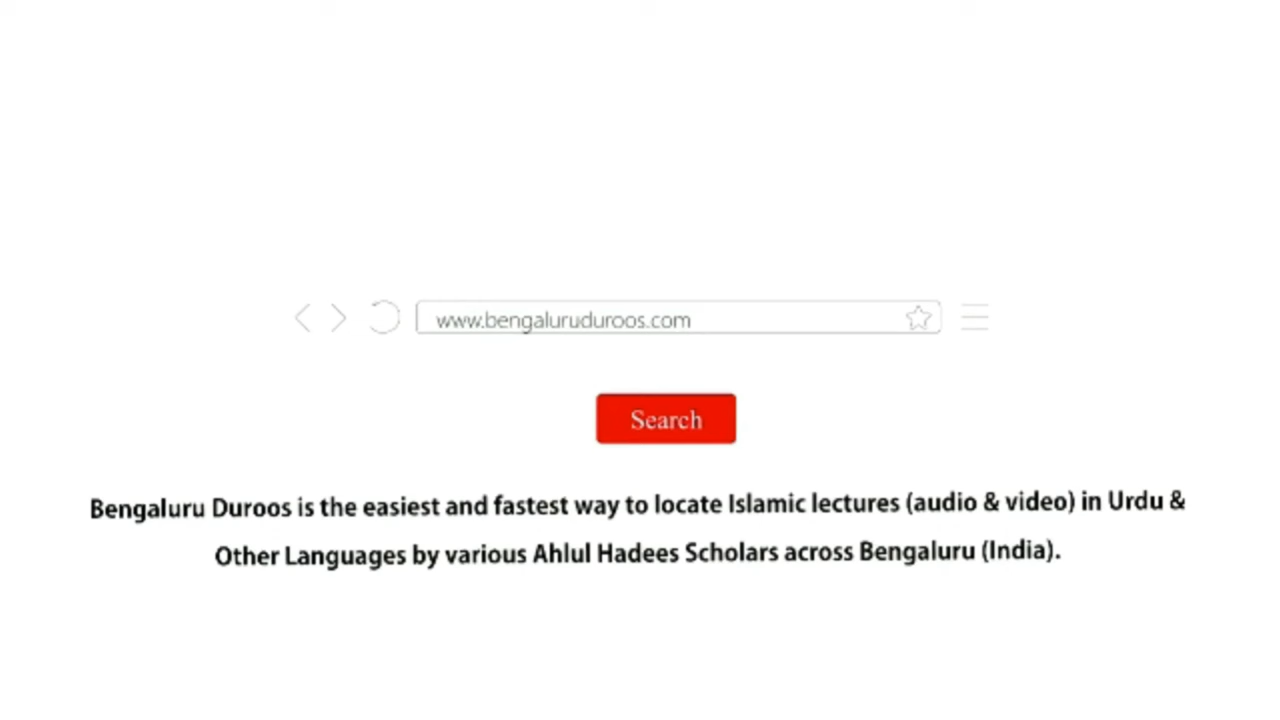 www.bengaluruduroos.com
Search
Bengaluru Duroos is the easiest and fastest way to locate Islamic lectures (audio & video) in Urdu &
Other Languages by various Ahlul Hadees Scholars across Bengaluru (India).